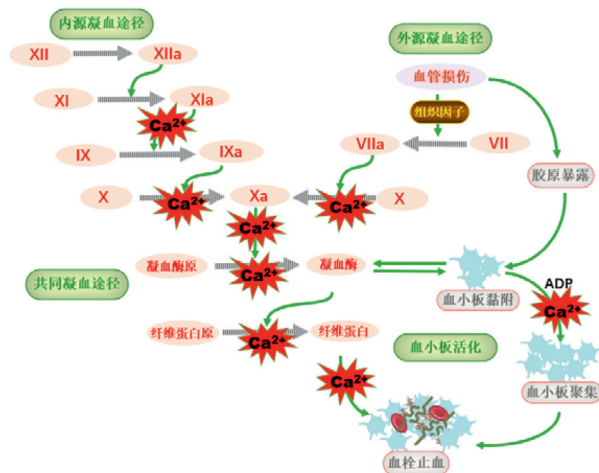 内源凝血途径
外源凝血途径
XII
XIIa
血管损伤
XI
XIa
组织因子
Ca2+
IX
IXa
VIIa
VII
胶原暴露
X
Ca2+
Xa
Ca2+
X
Ca2+
共同凝血途径
凝血酶原
Ca2+
凝血酶
血小板黏附
ADP
Ca2+
纤维蛋白原
Ca2+
纤维蛋白
血小板活化
Ca2+
血小板聚集
血栓止血